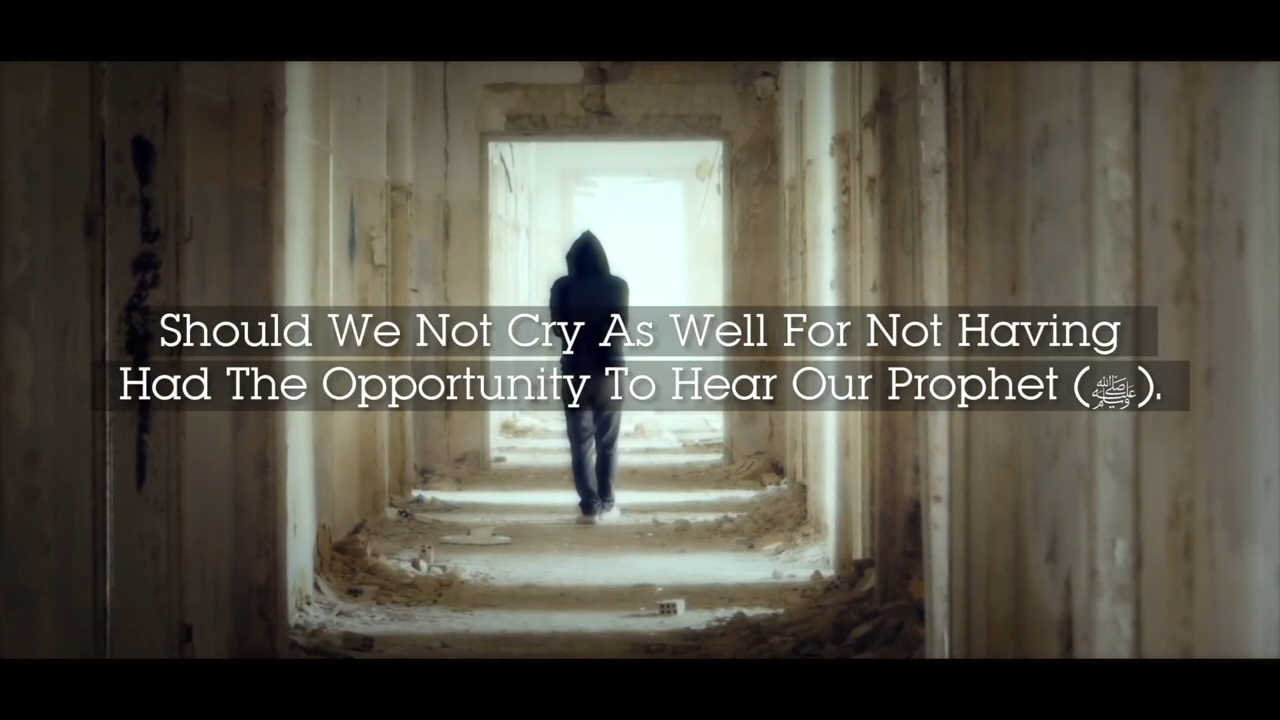 Should We Not Cry As Well For Not Having
Had The Opportunity To Hear Our Prophet (ﷺ).